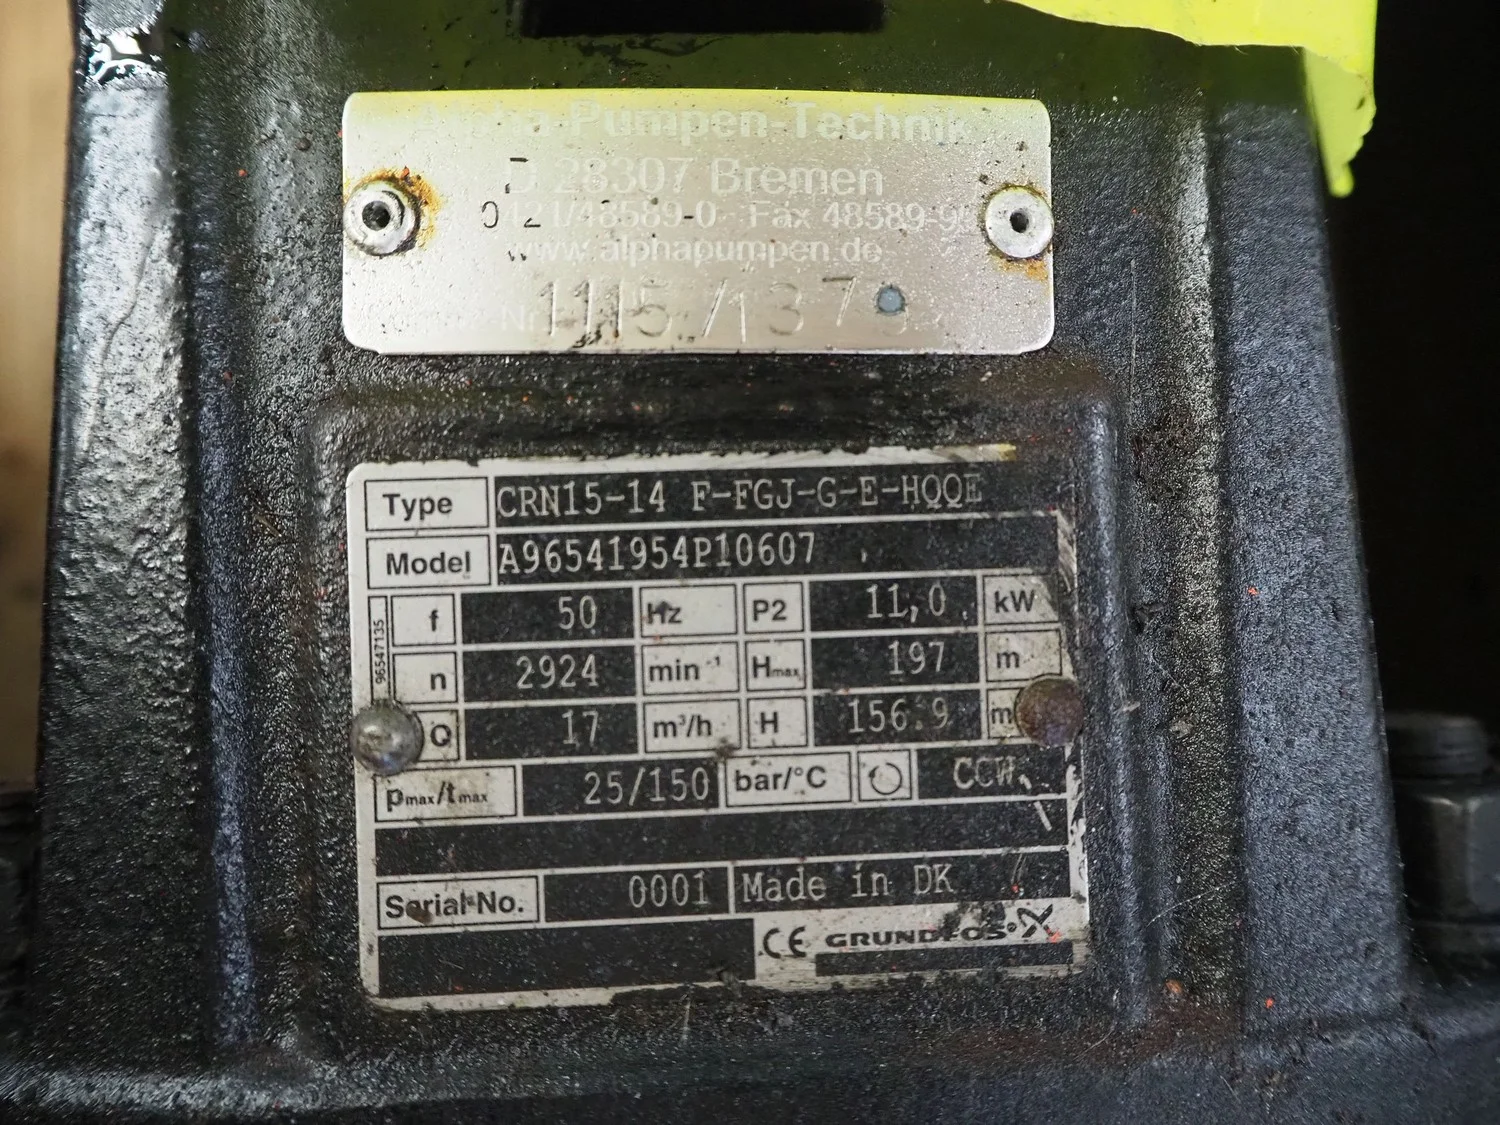 Alpha-Pumpen-Technik
D 28307 Bremen
0421/48589-0 Fax 48589-9
www.alphapumpen.de
1115/137
Type CRN15-14 F-FGJ-G-E-HQQE
Model A96541954P10607
96547135
f 50 Hz P2 11,0 kW
n 2924 min⁻¹ Hmax 197 m
Q 17 m³/h H 156.9 m
pmax/tmax 25/150 bar/°C CCW
Serial No. 0001 Made in DK
CE GRUNDFOS